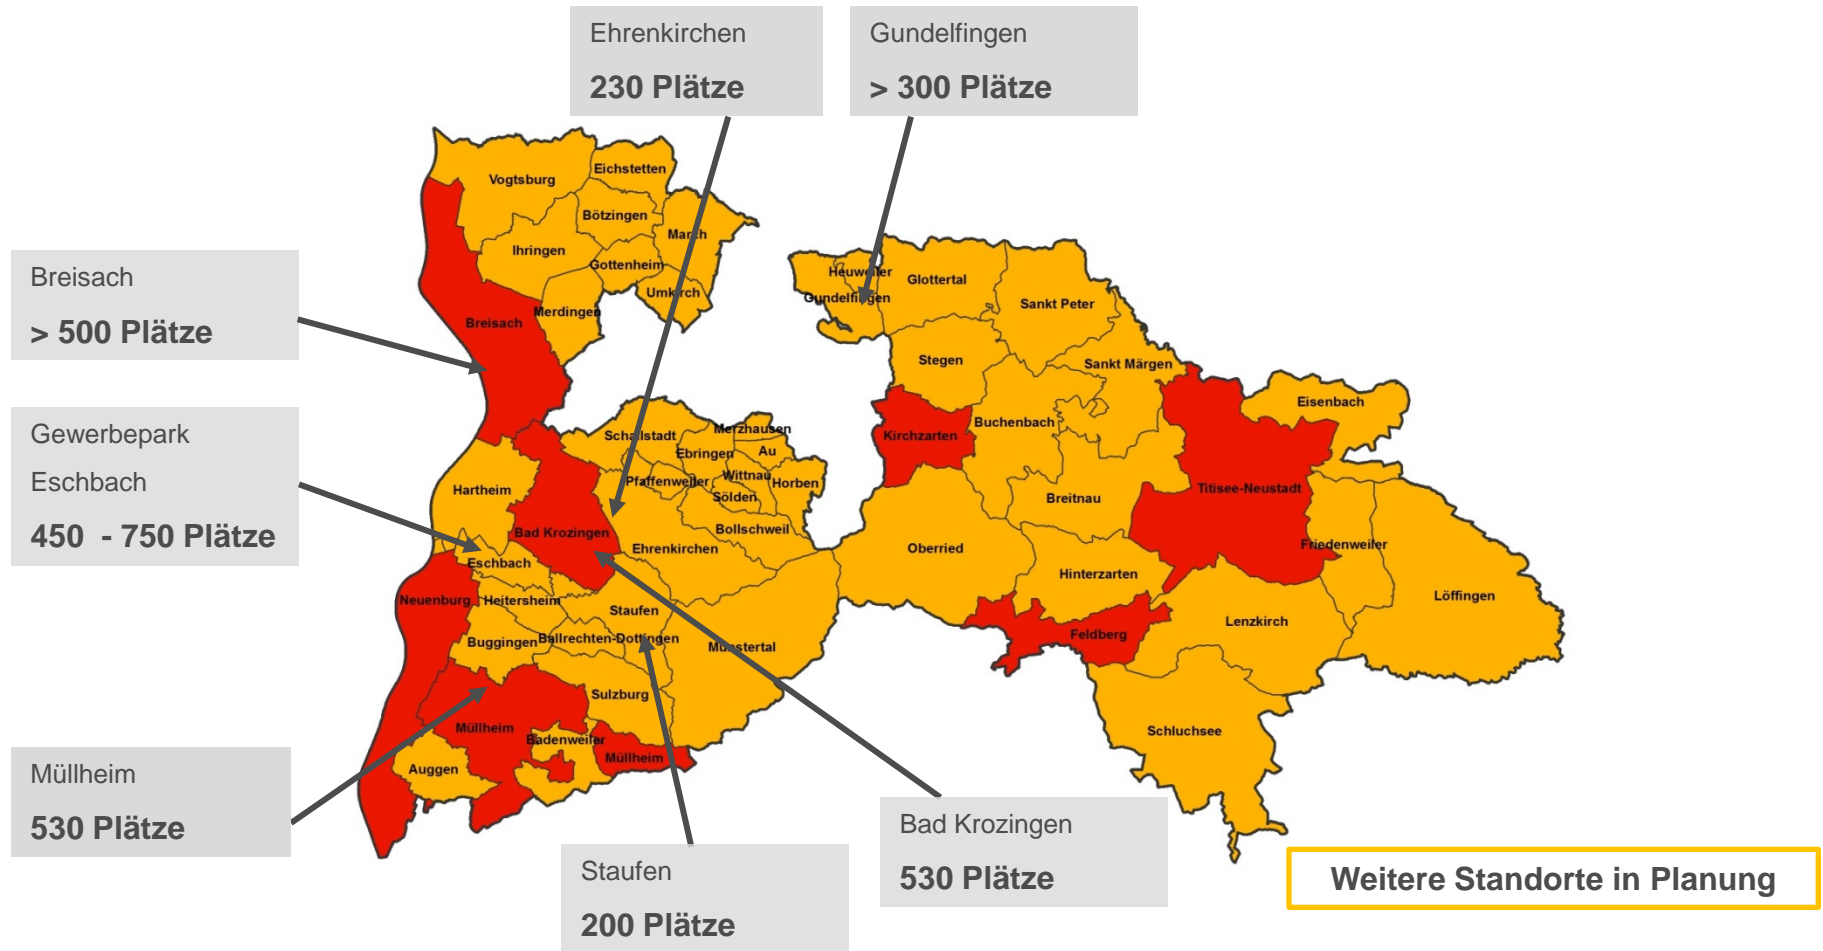 Ehrenkirchen
230 Plätze
Gundelfingen
> 300 Plätze
Breisach
> 500 Plätze
Gewerbepark
Eschbach
450 - 750 Plätze
Müllheim
530 Plätze
Staufen
200 Plätze
Bad Krozingen
530 Plätze
Weitere Standorte in Planung
Vogtsburg
Eichstetten
Bötzingen
March
Ihringen
Gottenheim
Umkirch
Merdingen
Breisach
Heuweiler
Gundelfingen
Glottertal
Sankt Peter
Stegen
Sankt Märgen
Kirchzarten
Buchenbach
Eisenbach
Titisee-Neustadt
Breitnau
Friedenweiler
Löffingen
Oberried
Hinterzarten
Feldberg
Lenzkirch
Schluchsee
Schallstadt
Merzhausen
Ebringen
Au
Pfaffenweiler
Wittnau
Horben
Sölden
Bollschweil
Hartheim
Bad Krozingen
Ehrenkirchen
Eschbach
Neuenburg
Heitersheim
Staufen
Buggingen
Ballrechten-Dottingen
Münstertal
Sulzburg
Müllheim
Badenweiler
Müllheim
Auggen